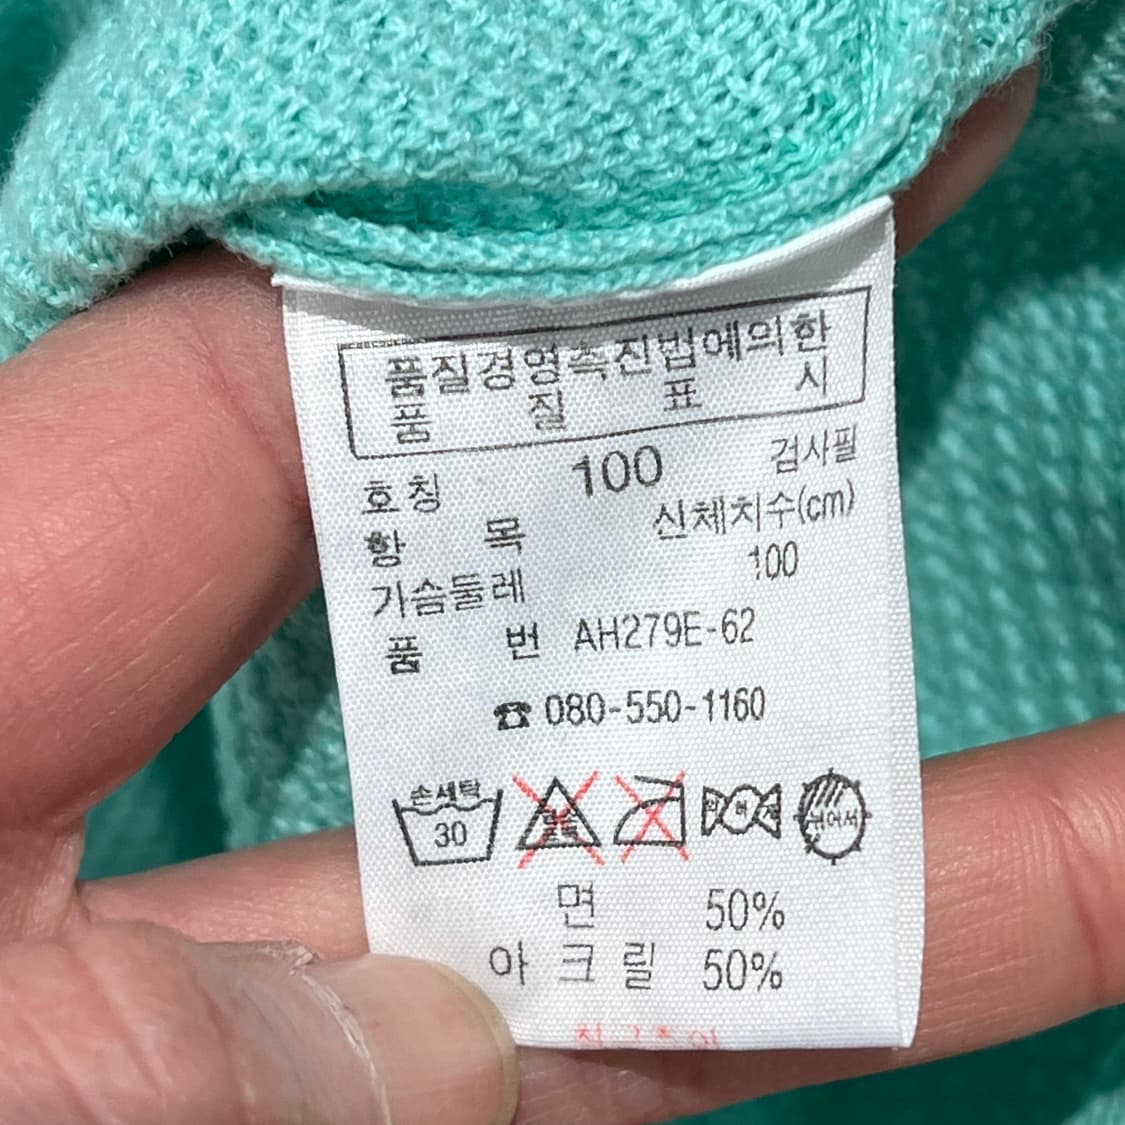 품질경영촉진법에의한
품 질 표 시
검사필
호칭 100
항 목 신체치수(cm)
가슴둘레 100
품 번 AH279E-62
☎ 080-550-1160
손세탁
30
면 50%
아크릴 50%